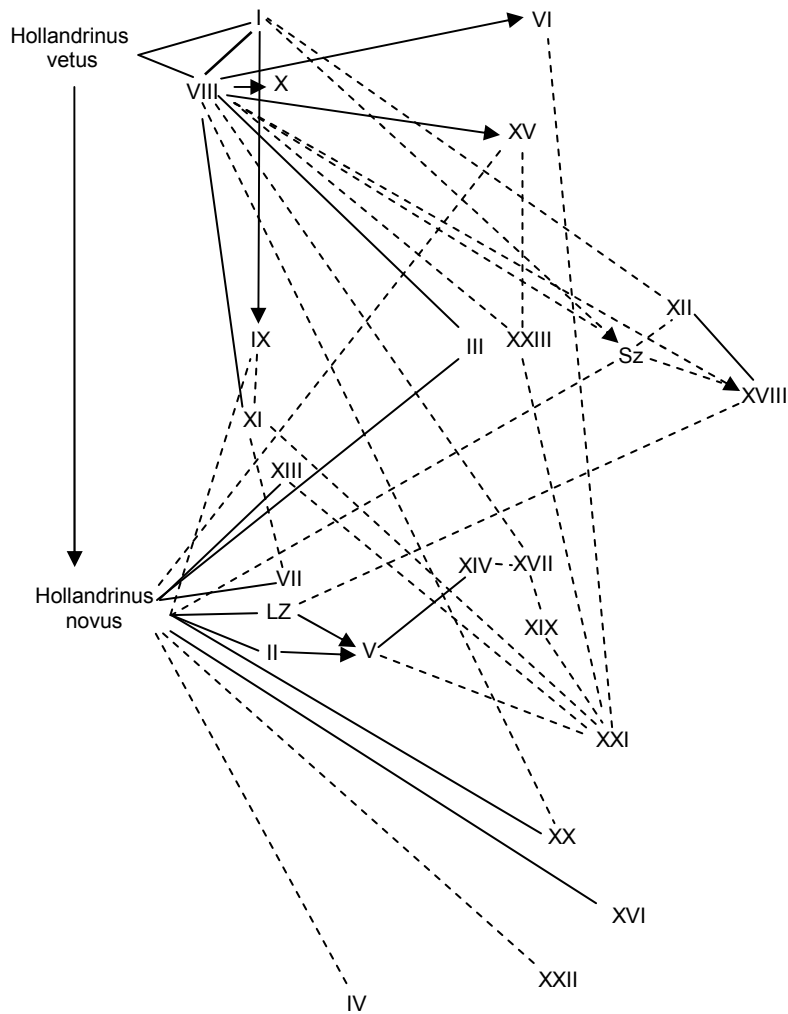 I
VI
Hollandrinus
vetus
VIII
X
XV
XII
IX
III
XXIII
Sz
XVIII
XI
XIII
XIV
XVII
VII
Hollandrinus
novus
LZ
XIX
II
V
XXI
XX
XVI
XXII
IV